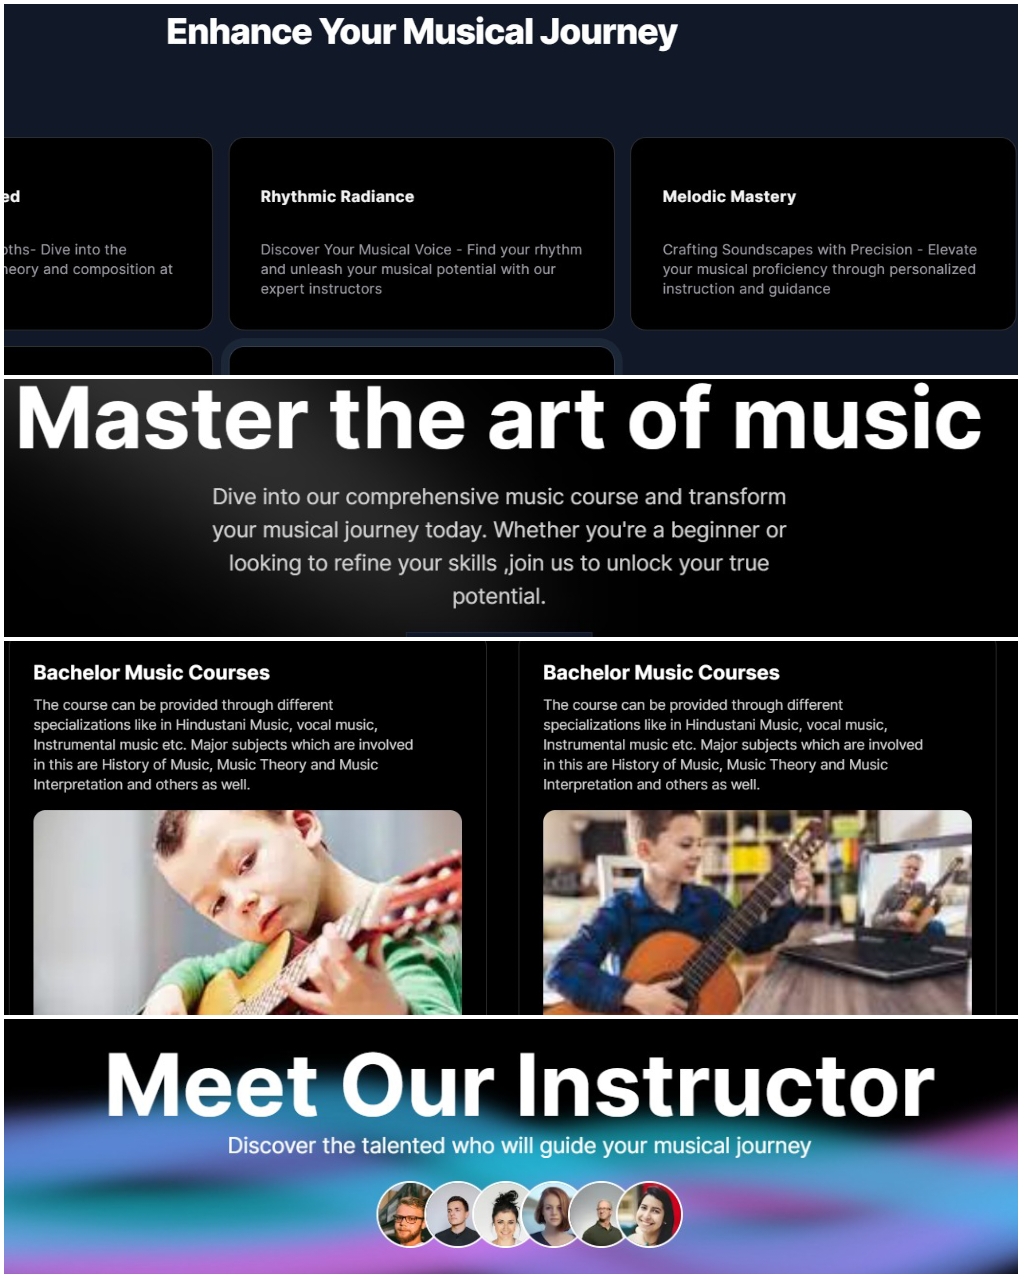 Enhance Your Musical Journey
ed
Rhythmic Radiance
Melodic Mastery
oths- Dive into the
heory and composition at
Discover Your Musical Voice - Find your rhythm
and unleash your musical potential with our
expert instructors
Crafting Soundscapes with Precision - Elevate
your musical proficiency through personalized
instruction and guidance
Master the art of music
Dive into our comprehensive music course and transform
your musical journey today. Whether you're a beginner or
looking to refine your skills ,join us to unlock your true
potential.
Bachelor Music Courses
The course can be provided through different
specializations like in Hindustani Music, vocal music,
Instrumental music etc. Major subjects which are involved
in this are History of Music, Music Theory and Music
Interpretation and others as well.
Bachelor Music Courses
The course can be provided through different
specializations like in Hindustani Music, vocal music,
Instrumental music etc. Major subjects which are involved
in this are History of Music, Music Theory and Music
Interpretation and others as well.
Meet Our Instructor
Discover the talented who will guide your musical journey